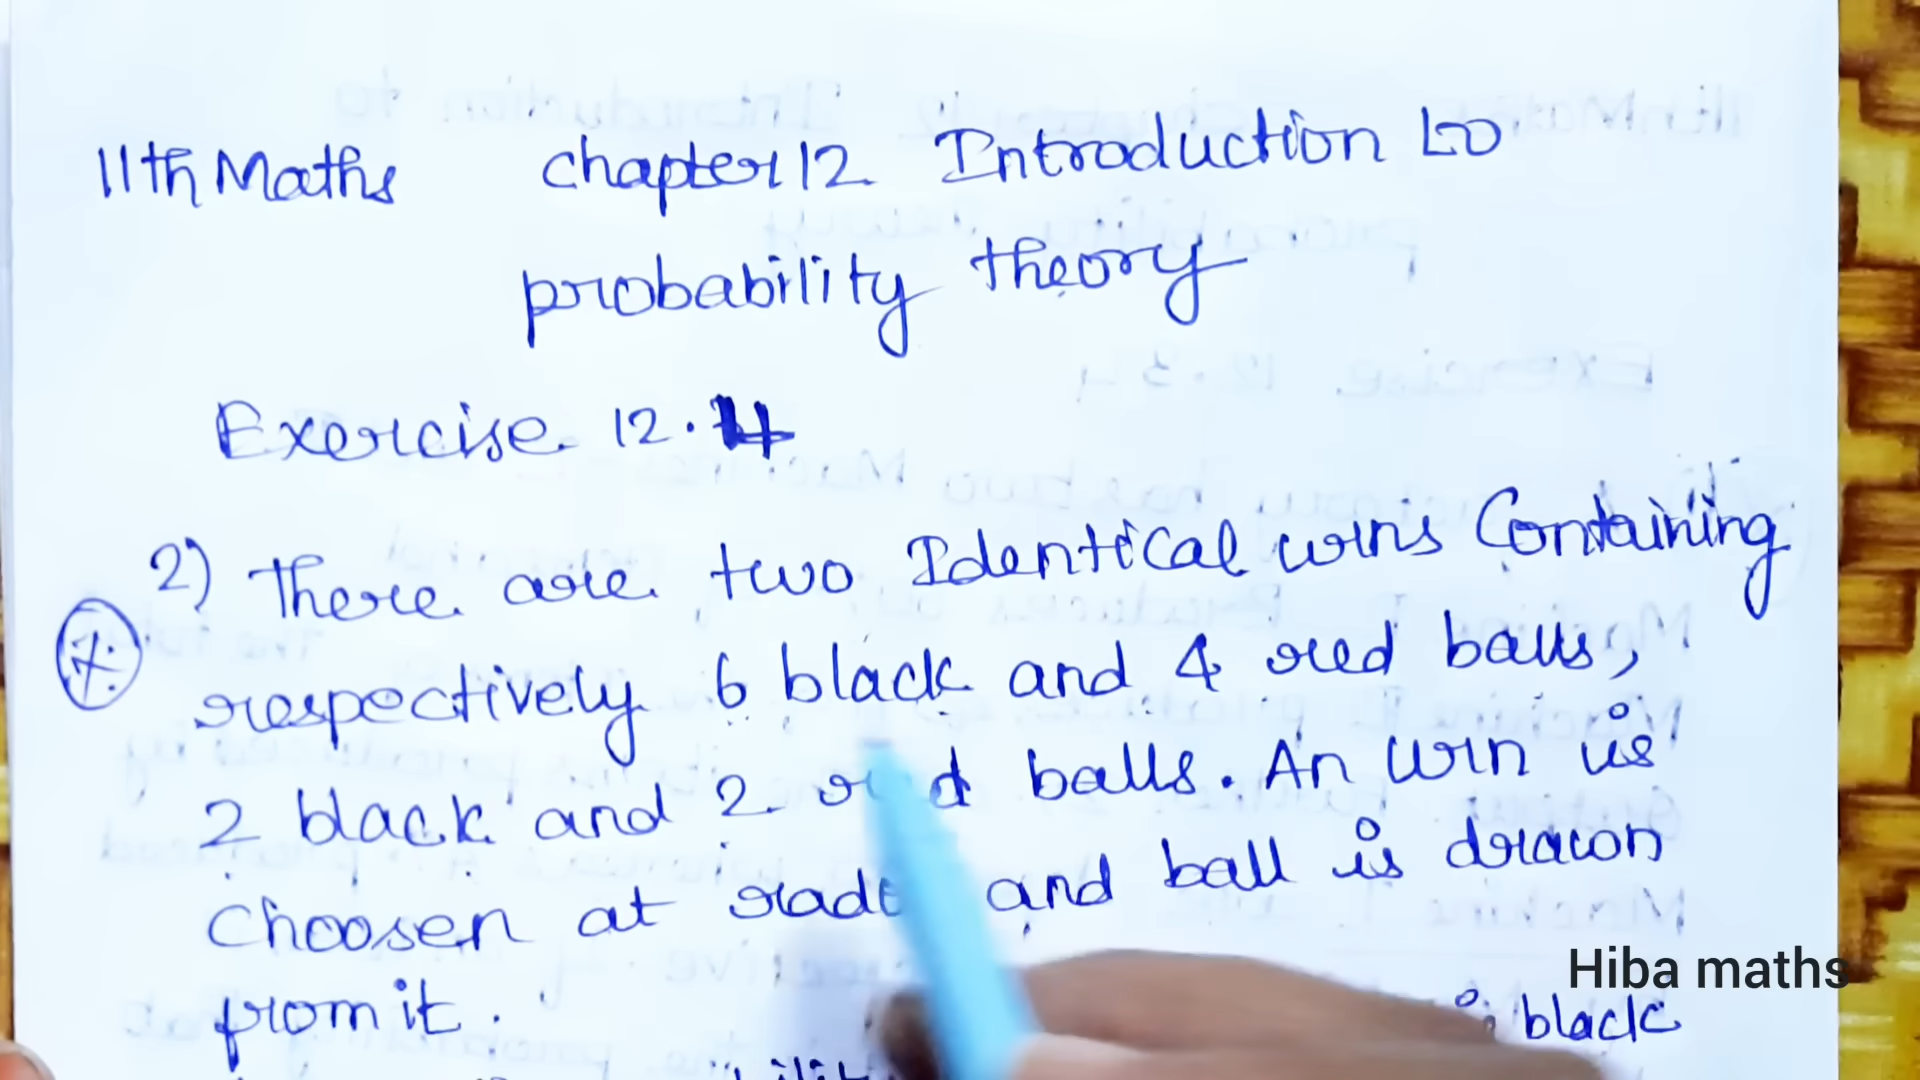 11th Maths chapter 12 Introduction to
probability theory
Exercise 12.4
2) There are two Identical urns Containing
respectively 6 black and 4 red balls,
2 black and 2 red balls. An urn is
choosen at and ball is drawn
from it.
black
Hiba maths